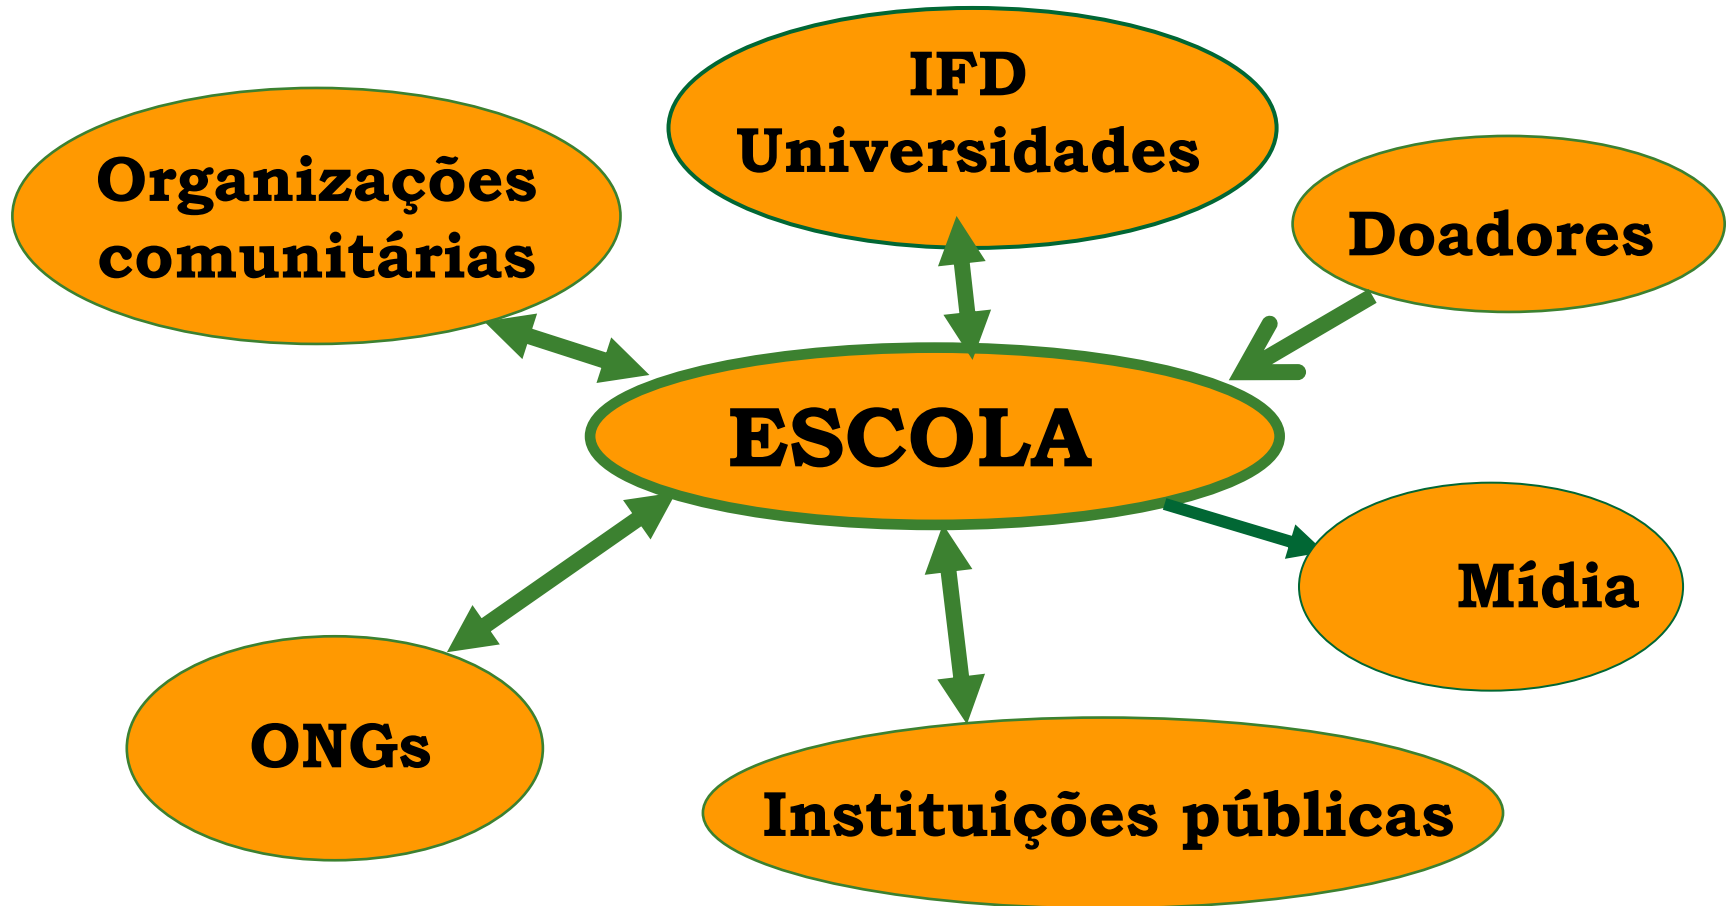 IFD
Universidades
Organizações
comunitárias
Doadores
ESCOLA
Mídia
ONGs
Instituições públicas